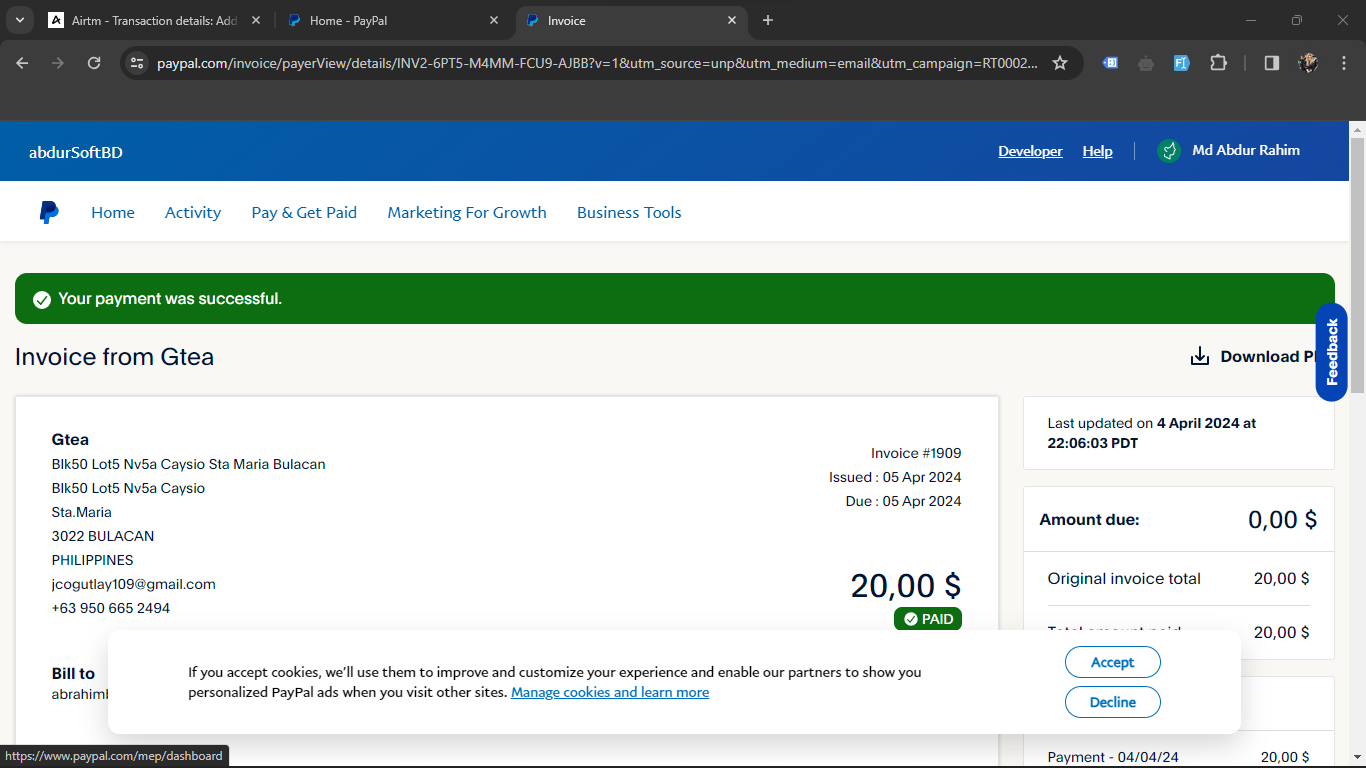 Airtm - Transaction details: Add
Home - PayPal
Invoice
paypal.com/invoice/payerView/details/INV2-6PT5-M4MM-FCU9-AJBB?v=1&utm_source=unp&utm_medium=email&utm_campaign=RT0002...
abdurSoftBD
Developer
Help
Md Abdur Rahim
Home
Activity
Pay & Get Paid
Marketing For Growth
Business Tools
Your payment was successful.
Invoice from Gtea
Download
Feedback
Gtea
Blk50 Lot5 Nv5a Caysio Sta Maria Bulacan
Blk50 Lot5 Nv5a Caysio
Sta.Maria
3022 BULACAN
PHILIPPINES
jcogutlay109@gmail.com
+63 950 665 2494
Invoice #1909
Issued : 05 Apr 2024
Due : 05 Apr 2024
20,00 $
PAID
Bill to
Last updated on 4 April 2024 at
22:06:03 PDT
Amount due:
0,00 $
Original invoice total
20,00 $
Total amount paid
20,00 $
If you accept cookies, we’ll use them to improve and customize your experience and enable our partners to show you
personalized PayPal ads when you visit other sites. Manage cookies and learn more
Accept
Decline
Payment - 04/04/24
20,00 $
https://www.paypal.com/mep/dashboard